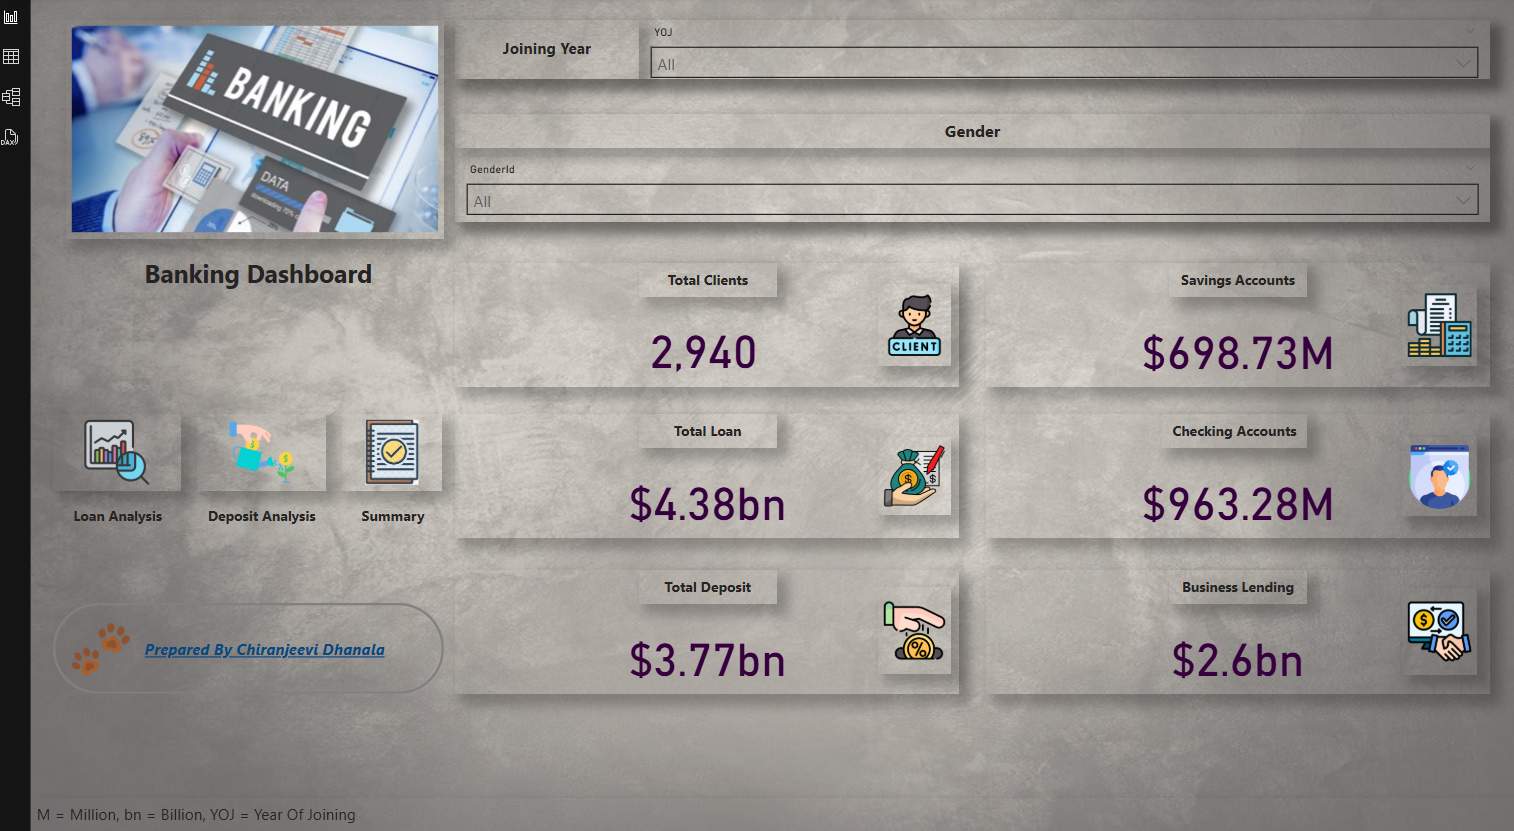 BANKING
DATA
Banking Dashboard
Loan Analysis
Deposit Analysis
Summary
Prepared By Chiranjeevi Dhanala
Joining Year
YOJ
All
Gender
GenderId
All
Total Clients
2,940
CLIENT
Savings Accounts
$698.73M
Total Loan
$4.38bn
Checking Accounts
$963.28M
Total Deposit
$3.77bn
Business Lending
$2.6bn
M = Million, bn = Billion, YOJ = Year Of Joining
DAX